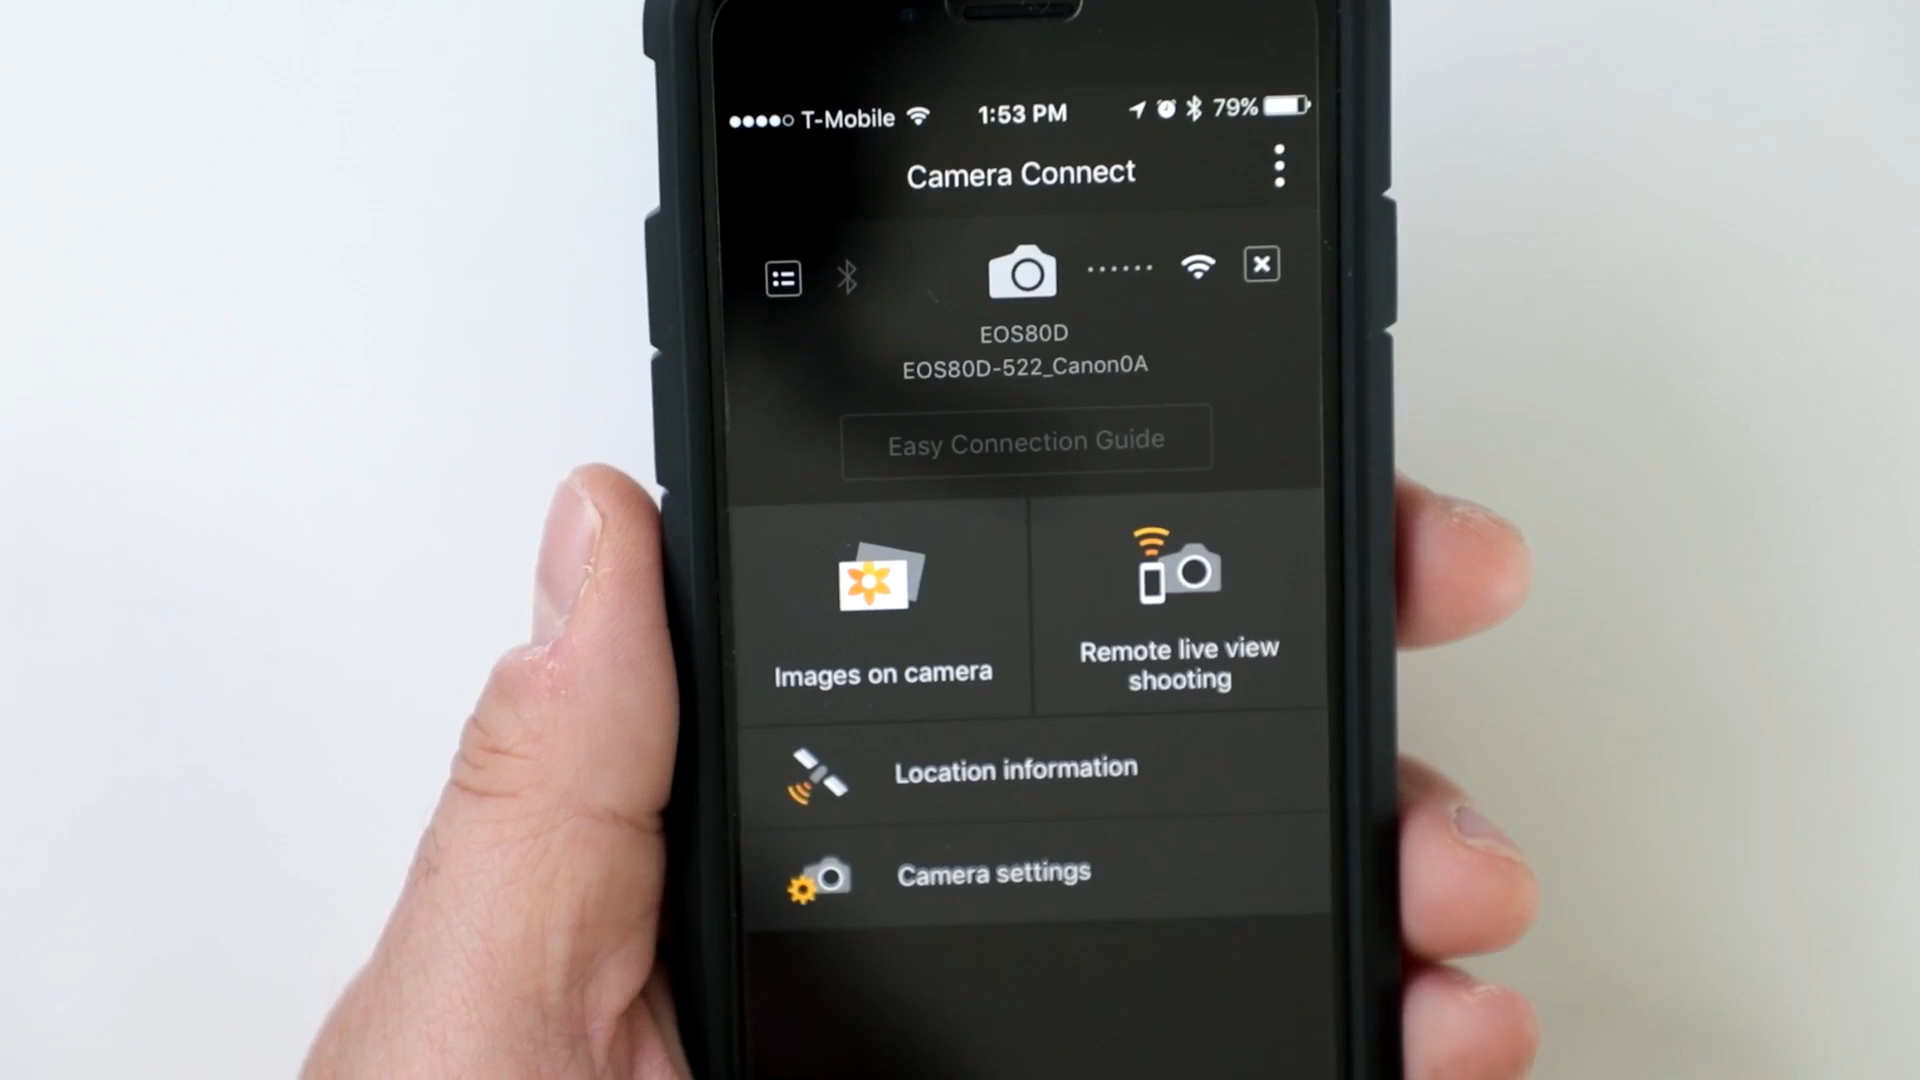 T-Mobile 1:53 PM 79%
Camera Connect
EOS80D
EOS80D-522_Canon0A
Easy Connection Guide
Images on camera
Remote live view
shooting
Location information
Camera settings